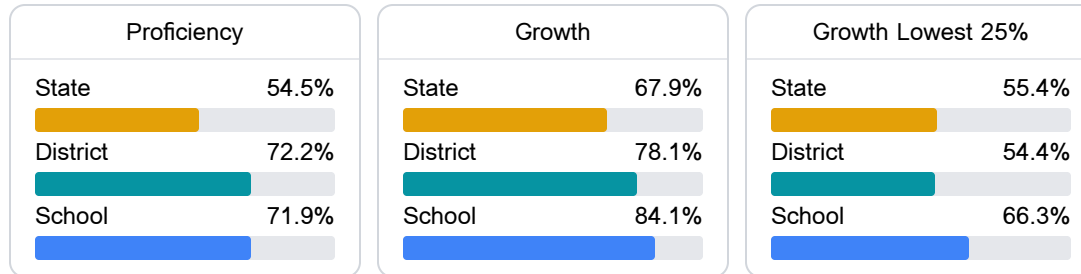 Proficiency
State 54.5%
District 72.2%
School 71.9%
Growth
State 67.9%
District 78.1%
School 84.1%
Growth Lowest 25%
State 55.4%
District 54.4%
School 66.3%